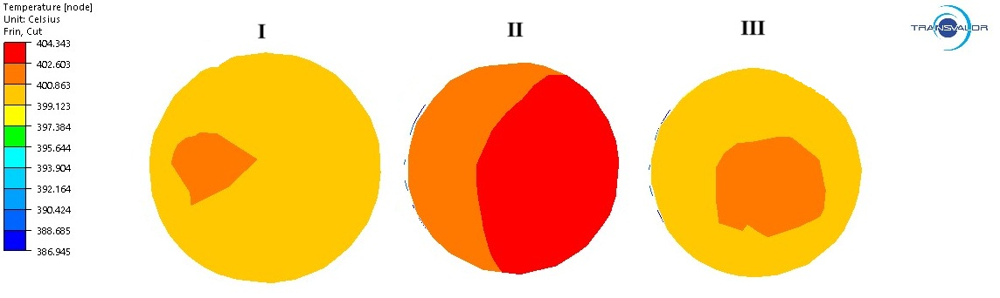 Temperature [node]
Unit: Celsius
Frin, Cut
I
II
III
TRANSVALOR
404.343
402.603
400.863
399.123
397.384
395.644
393.904
392.164
390.424
388.685
386.945